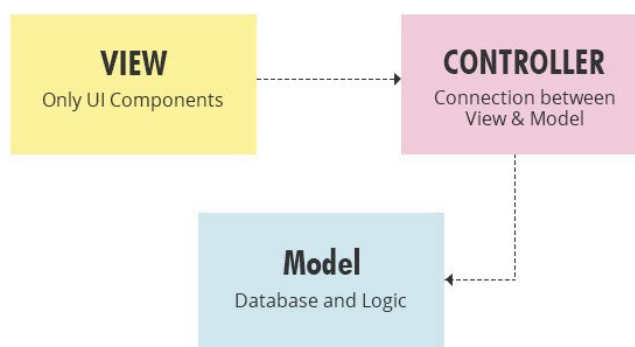 VIEW
Only UI Components
CONTROLLER
Connection between
View & Model
Model
Database and Logic